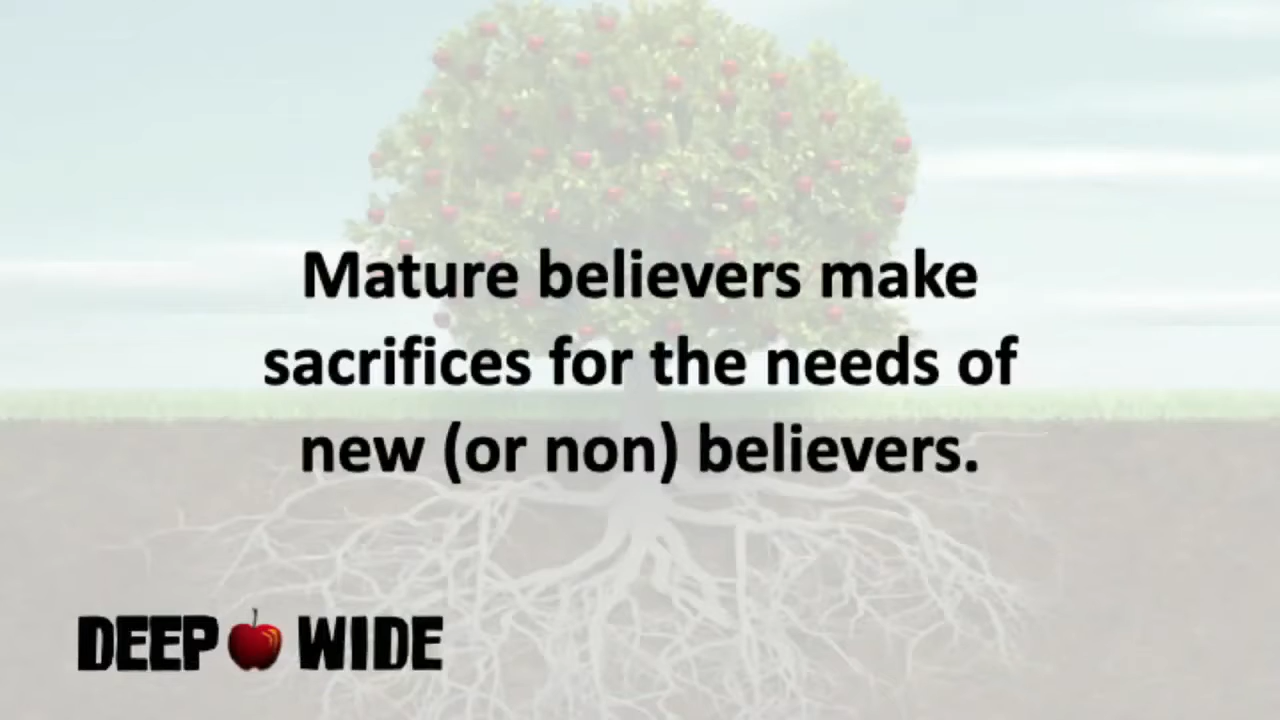 Mature believers make
sacrifices for the needs of
new (or non) believers.
DEEP WIDE